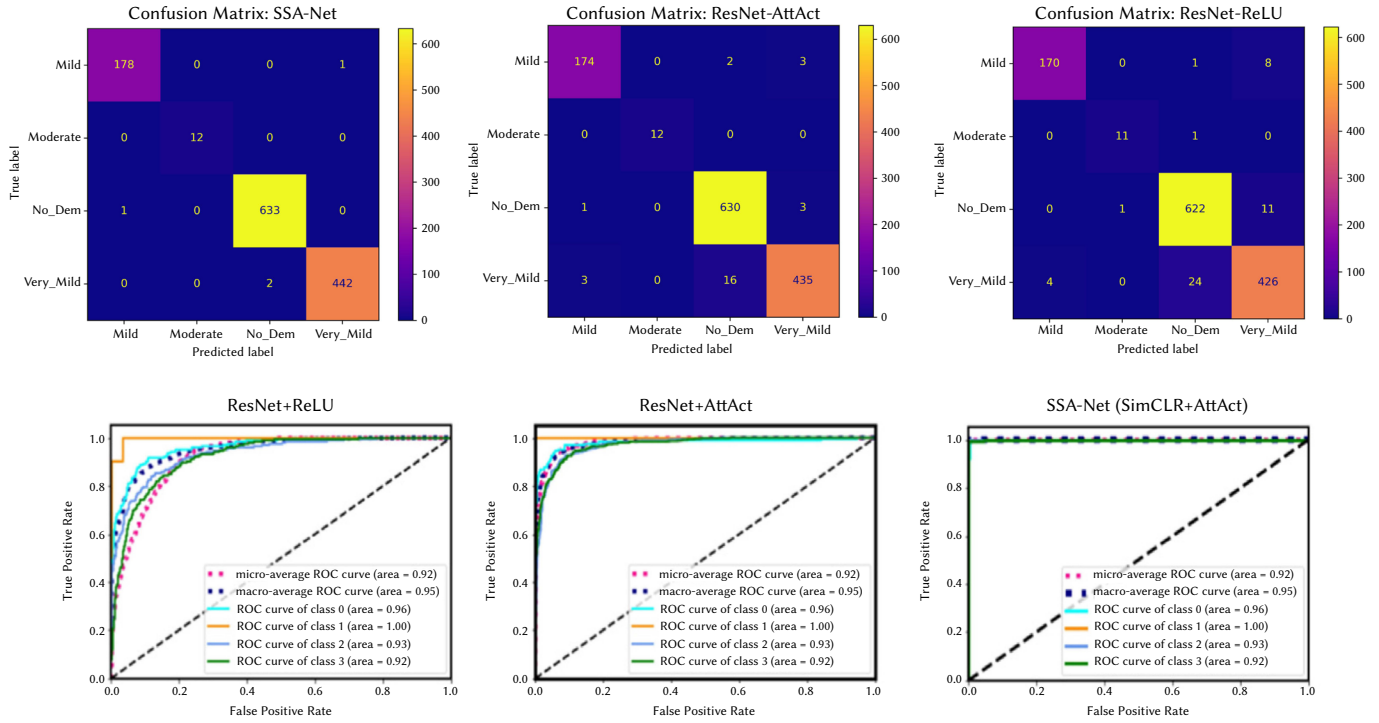 Confusion Matrix: SSA-Net
True label
Mild
Moderate
No_Dem
Very_Mild
178 0 0 1
0 12 0 0
1 0 633 0
0 0 2 442
Mild Moderate No_Dem Very_Mild
Predicted label
600
500
400
300
200
100
0
Confusion Matrix: ResNet-AttAct
True label
Mild
Moderate
No_Dem
Very_Mild
174 0 2 3
0 12 0 0
1 0 630 3
3 0 16 435
Mild Moderate No_Dem Very_Mild
Predicted label
600
500
400
300
200
100
0
Confusion Matrix: ResNet-ReLU
True label
Mild
Moderate
No_Dem
Very_Mild
170 0 1 8
0 11 1 0
0 1 622 11
4 0 24 426
Mild Moderate No_Dem Very_Mild
Predicted label
600
500
400
300
200
100
0
ResNet+ReLU
True Positive Rate
1.0
0.8
0.6
0.4
0.2
0.0
micro-average ROC curve (area = 0.92)
macro-average ROC curve (area = 0.95)
ROC curve of class 0 (area = 0.96)
ROC curve of class 1 (area = 1.00)
ROC curve of class 2 (area = 0.93)
ROC curve of class 3 (area = 0.92)
0.0 0.2 0.4 0.6 0.8 1.0
False Positive Rate
ResNet+AttAct
True Positive Rate
1.0
0.8
0.6
0.4
0.2
0.0
micro-average ROC curve (area = 0.92)
macro-average ROC curve (area = 0.95)
ROC curve of class 0 (area = 0.96)
ROC curve of class 1 (area = 1.00)
ROC curve of class 2 (area = 0.93)
ROC curve of class 3 (area = 0.92)
0.0 0.2 0.4 0.6 0.8 1.0
False Positive Rate
SSA-Net (SimCLR+AttAct)
True Positive Rate
1.0
0.8
0.6
0.4
0.2
0.0
micro-average ROC curve (area = 0.92)
macro-average ROC curve (area = 0.95)
ROC curve of class 0 (area = 0.96)
ROC curve of class 1 (area = 1.00)
ROC curve of class 2 (area = 0.93)
ROC curve of class 3 (area = 0.92)
0.0 0.2 0.4 0.6 0.8 1.0
False Positive Rate